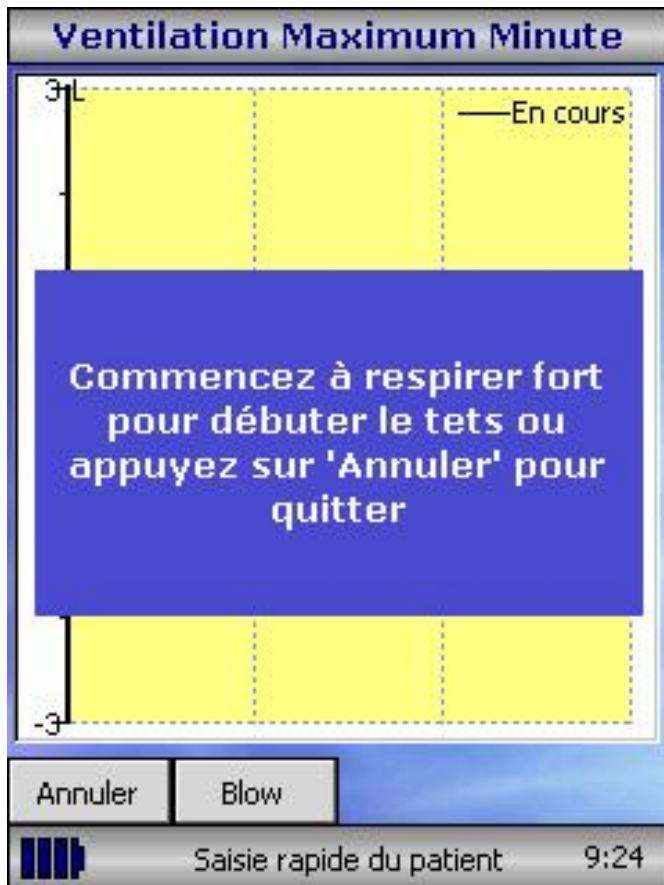 Ventilation Maximum Minute
3 L
En cours
Commencez à respirer fort
pour débuter le tets ou
appuyez sur 'Annuler' pour
quitter
-3
Annuler
Blow
Saisie rapide du patient
9:24